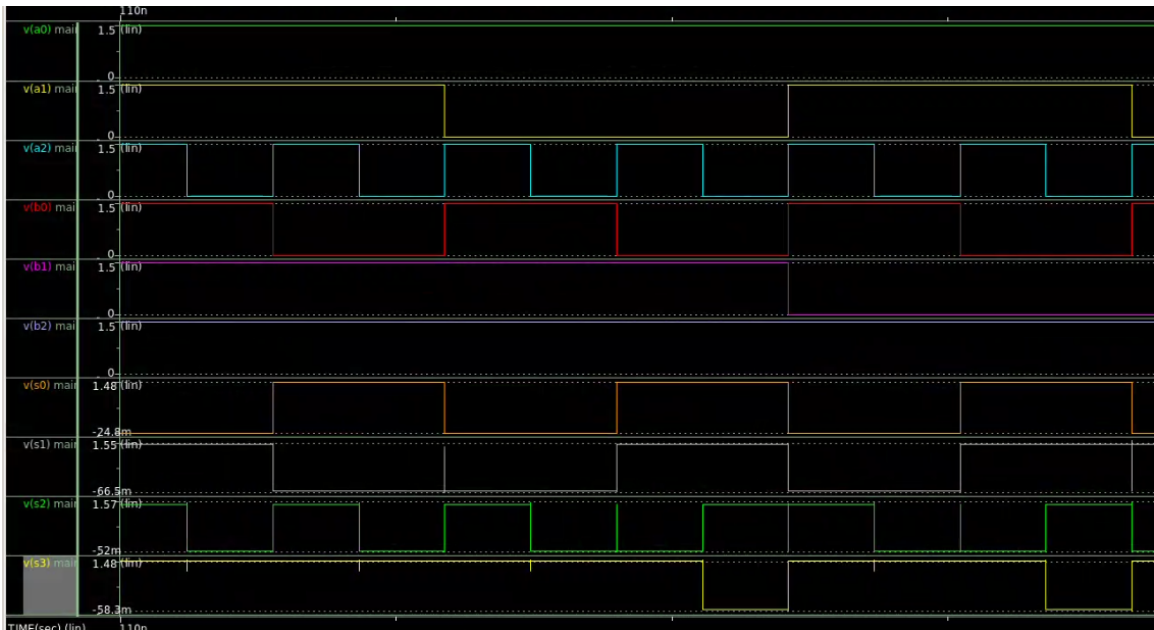 110n
v(a0) mai 1.5 (lin)
0
v(a1) mai 1.5 (lin)
0
v(a2) mai 1.5 (lin)
0
v(b0) mai 1.5 (lin)
0
v(b1) mai 1.5 (lin)
0
v(b2) mai 1.5 (lin)
0
v(s0) mai 1.48 (lin)
-24.8m
v(s1) mai 1.55 (lin)
-66.5m
v(s2) mai 1.57 (lin)
-52m
v(s3) mai 1.48 (lin)
-58.3m
TIME(sec) (lin) 110n